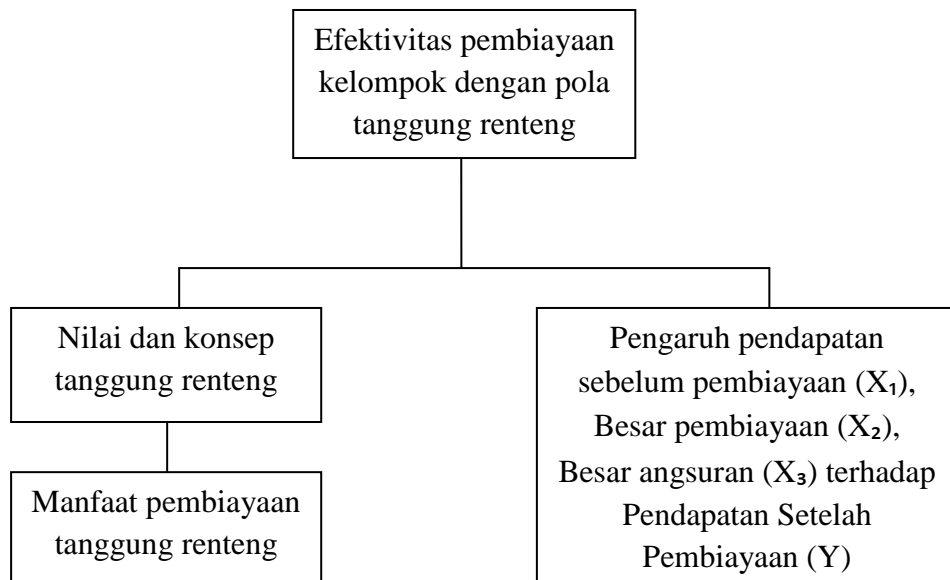 Efektivitas pembiayaan
kelompok dengan pola
tanggung renteng
Nilai dan konsep
tanggung renteng
Manfaat pembiayaan
tanggung renteng
Pengaruh pendapatan
sebelum pembiayaan (X₁),
Besar pembiayaan (X₂),
Besar angsuran (X₃) terhadap
Pendapatan Setelah
Pembiayaan (Y)